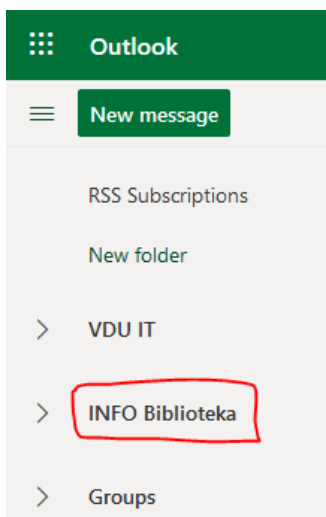 Outlook
New message
RSS Subscriptions
New folder
VDU IT
INFO Biblioteka
Groups